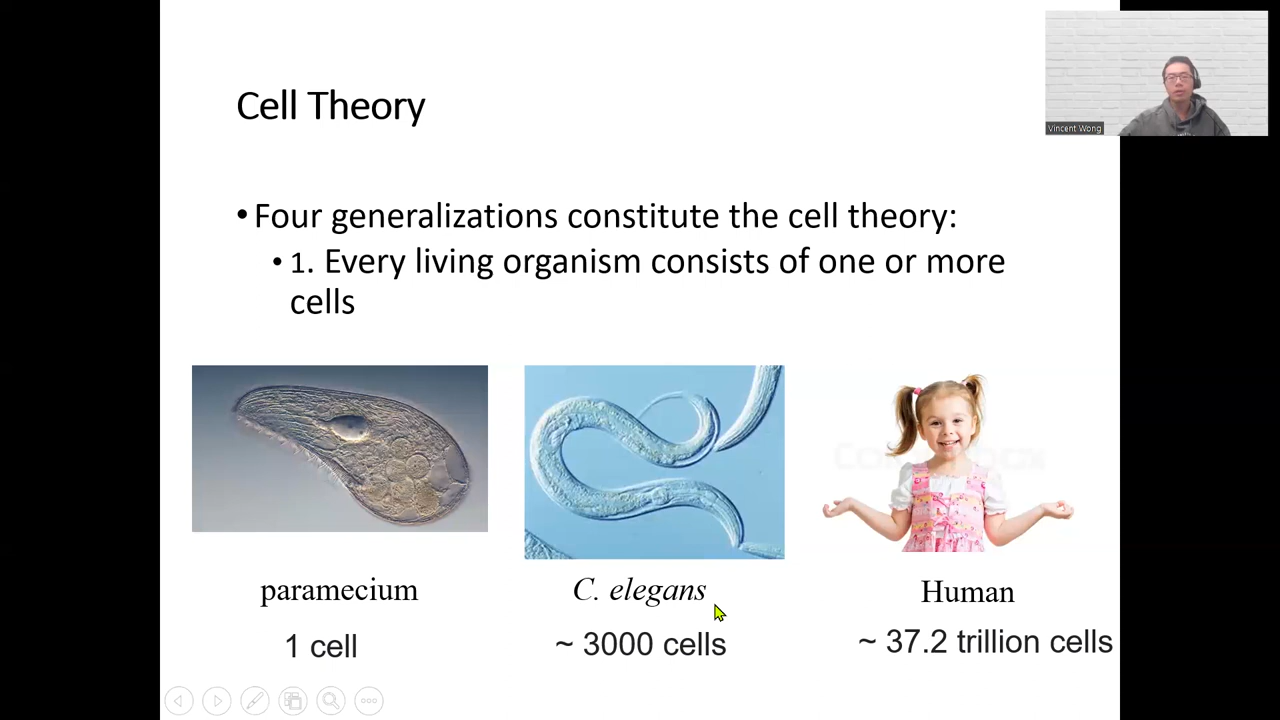 Vincent Wong
Cell Theory
• Four generalizations constitute the cell theory:
• 1. Every living organism consists of one or more
cells
paramecium
C. elegans
Human
1 cell
~ 3000 cells
~ 37.2 trillion cells